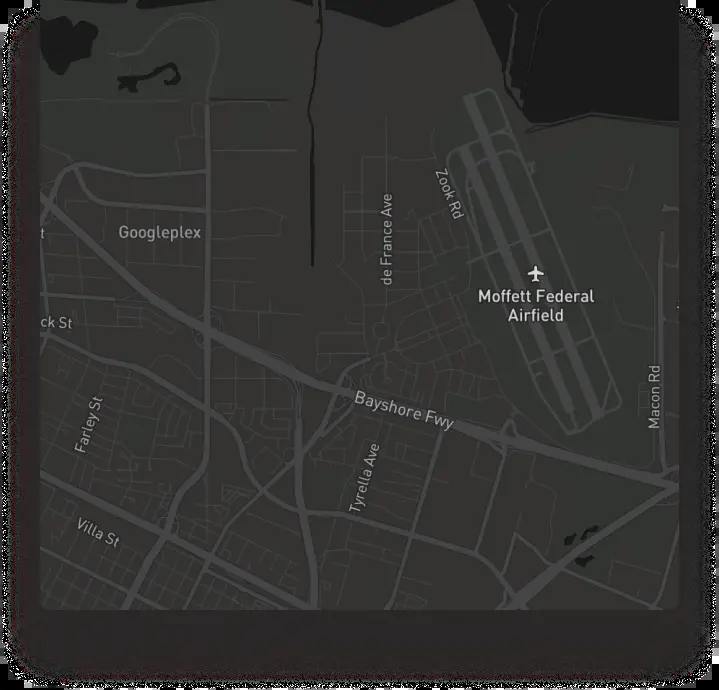 Zook Rd
de France Ave
Googleplex
t
Moffett Federal
Airfield
ck St
Macon Rd
Bayshore Fwy
Farley St
Tyrella Ave
Villa St